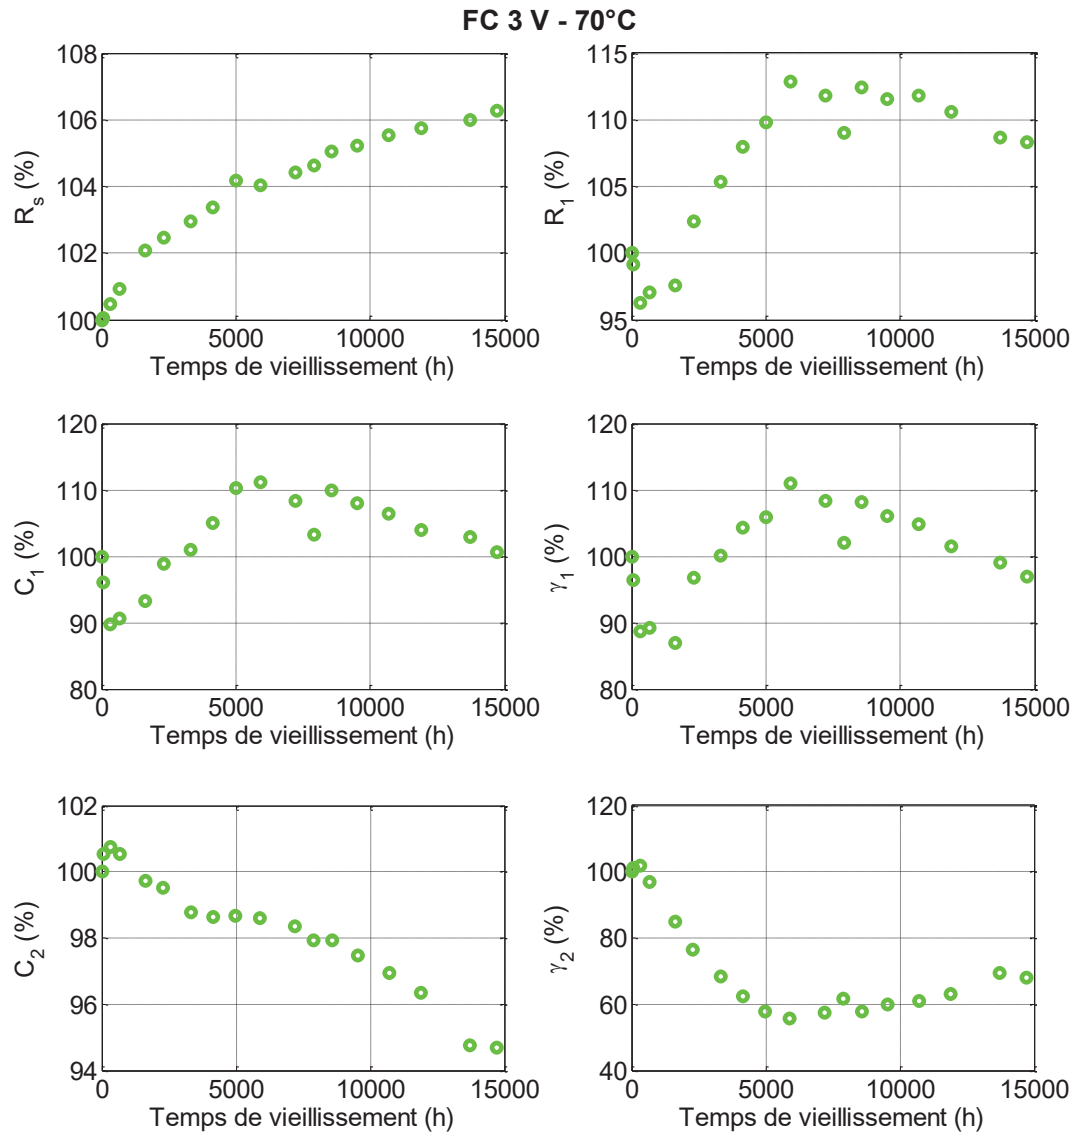 FC 3 V - 70°C
108
106
104
102
100
R_s (%)
0 5000 10000 15000
Temps de vieillissement (h)
115
110
105
100
95
R_1 (%)
0 5000 10000 15000
Temps de vieillissement (h)
120
110
100
90
80
C_1 (%)
0 5000 10000 15000
Temps de vieillissement (h)
120
110
100
90
80
γ_1 (%)
0 5000 10000 15000
Temps de vieillissement (h)
102
100
98
96
94
C_2 (%)
0 5000 10000 15000
Temps de vieillissement (h)
120
100
80
60
40
γ_2 (%)
0 5000 10000 15000
Temps de vieillissement (h)